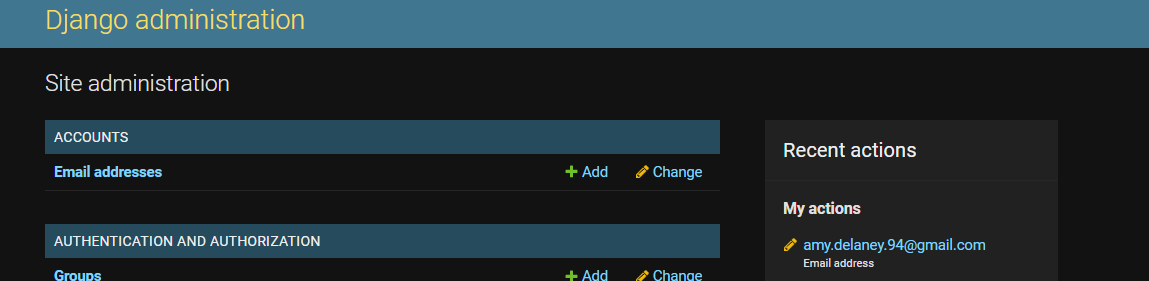 Django administration
Site administration
ACCOUNTS
Email addresses Add Change
AUTHENTICATION AND AUTHORIZATION
Groups Add Change
Recent actions
My actions
amy.delaney.94@gmail.com
Email address